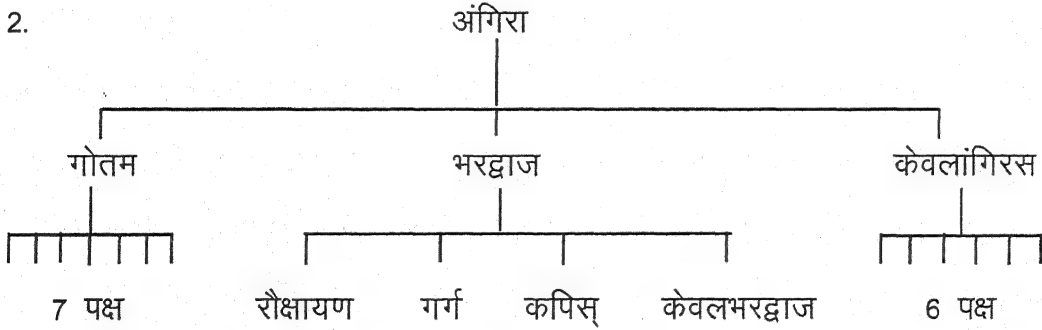 2. अंगिरा
गोतम भरद्वाज केवलांगिरस
7 पक्ष रौक्षायण गर्ग कपिस् केवलभरद्वाज 6 पक्ष